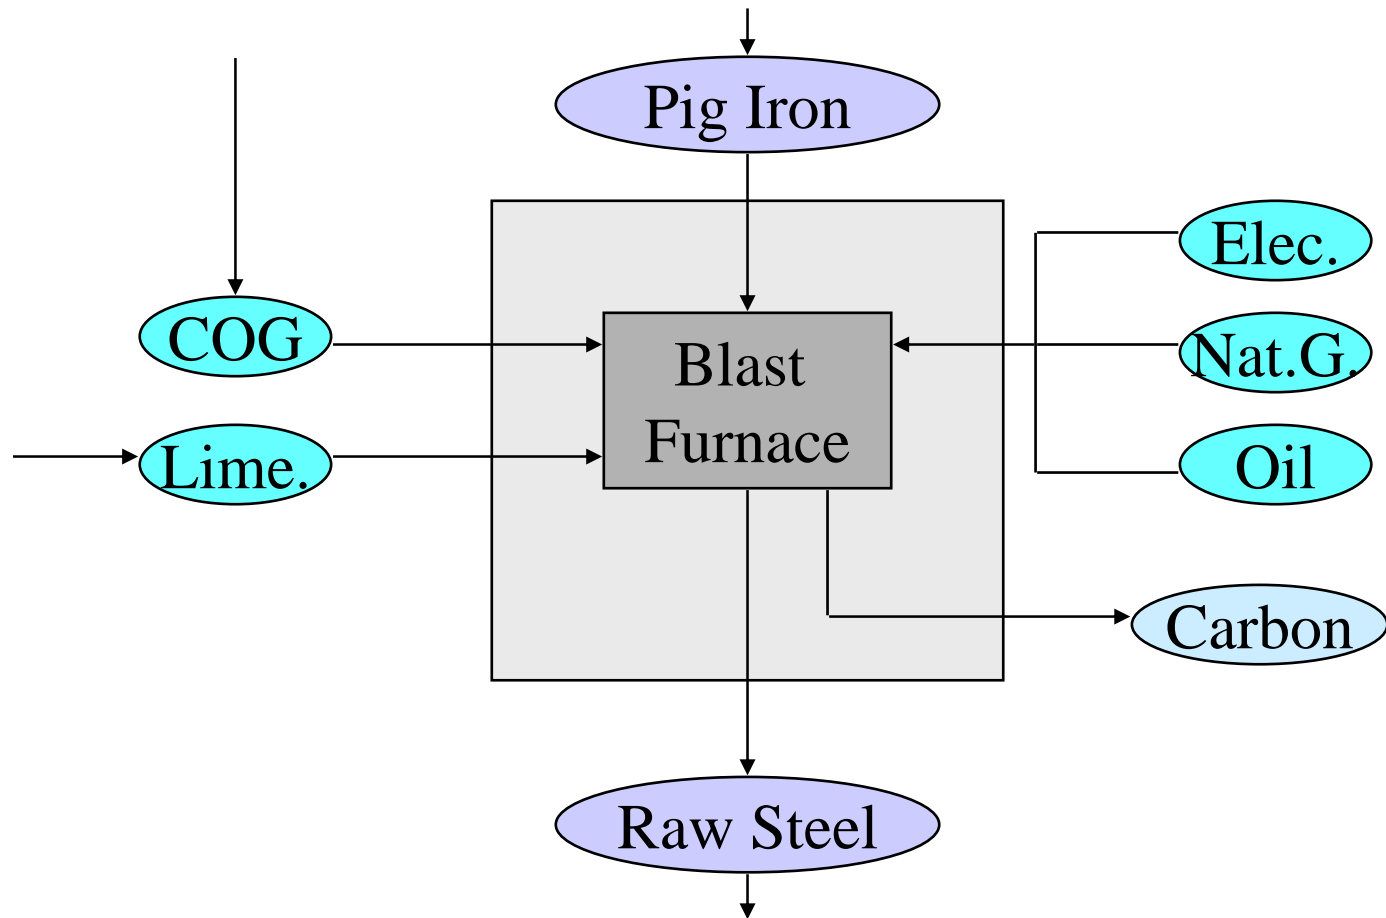 Pig Iron
Elec.
COG
Nat.G.
Blast
Furnace
Lime.
Oil
Carbon
Raw Steel